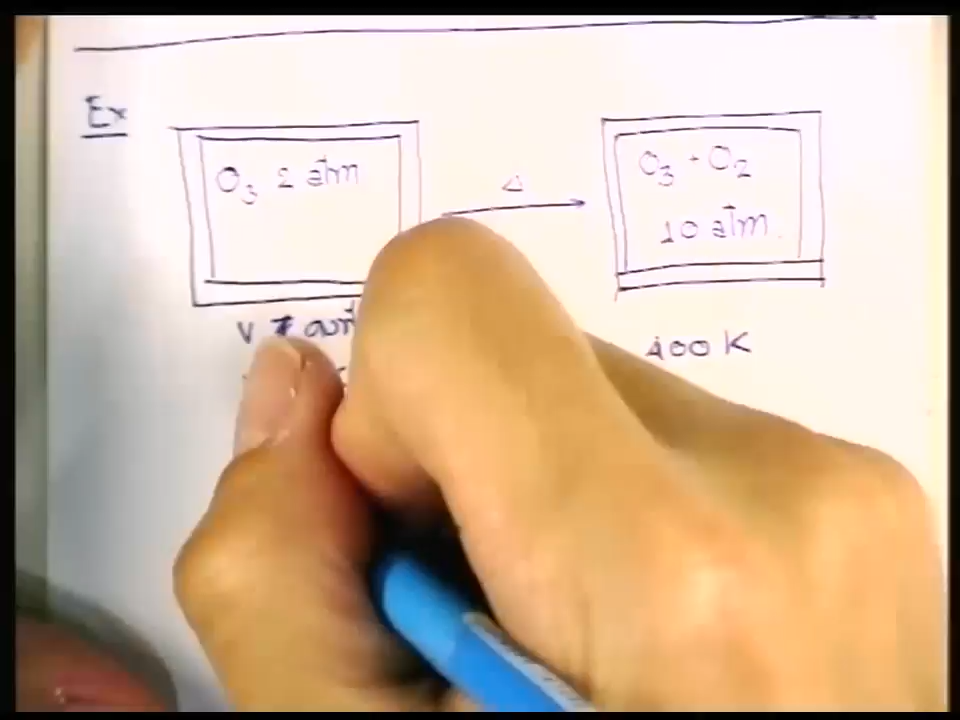 Ex
O3 2 atm
Δ
O3 + O2
10 atm
V
400 K